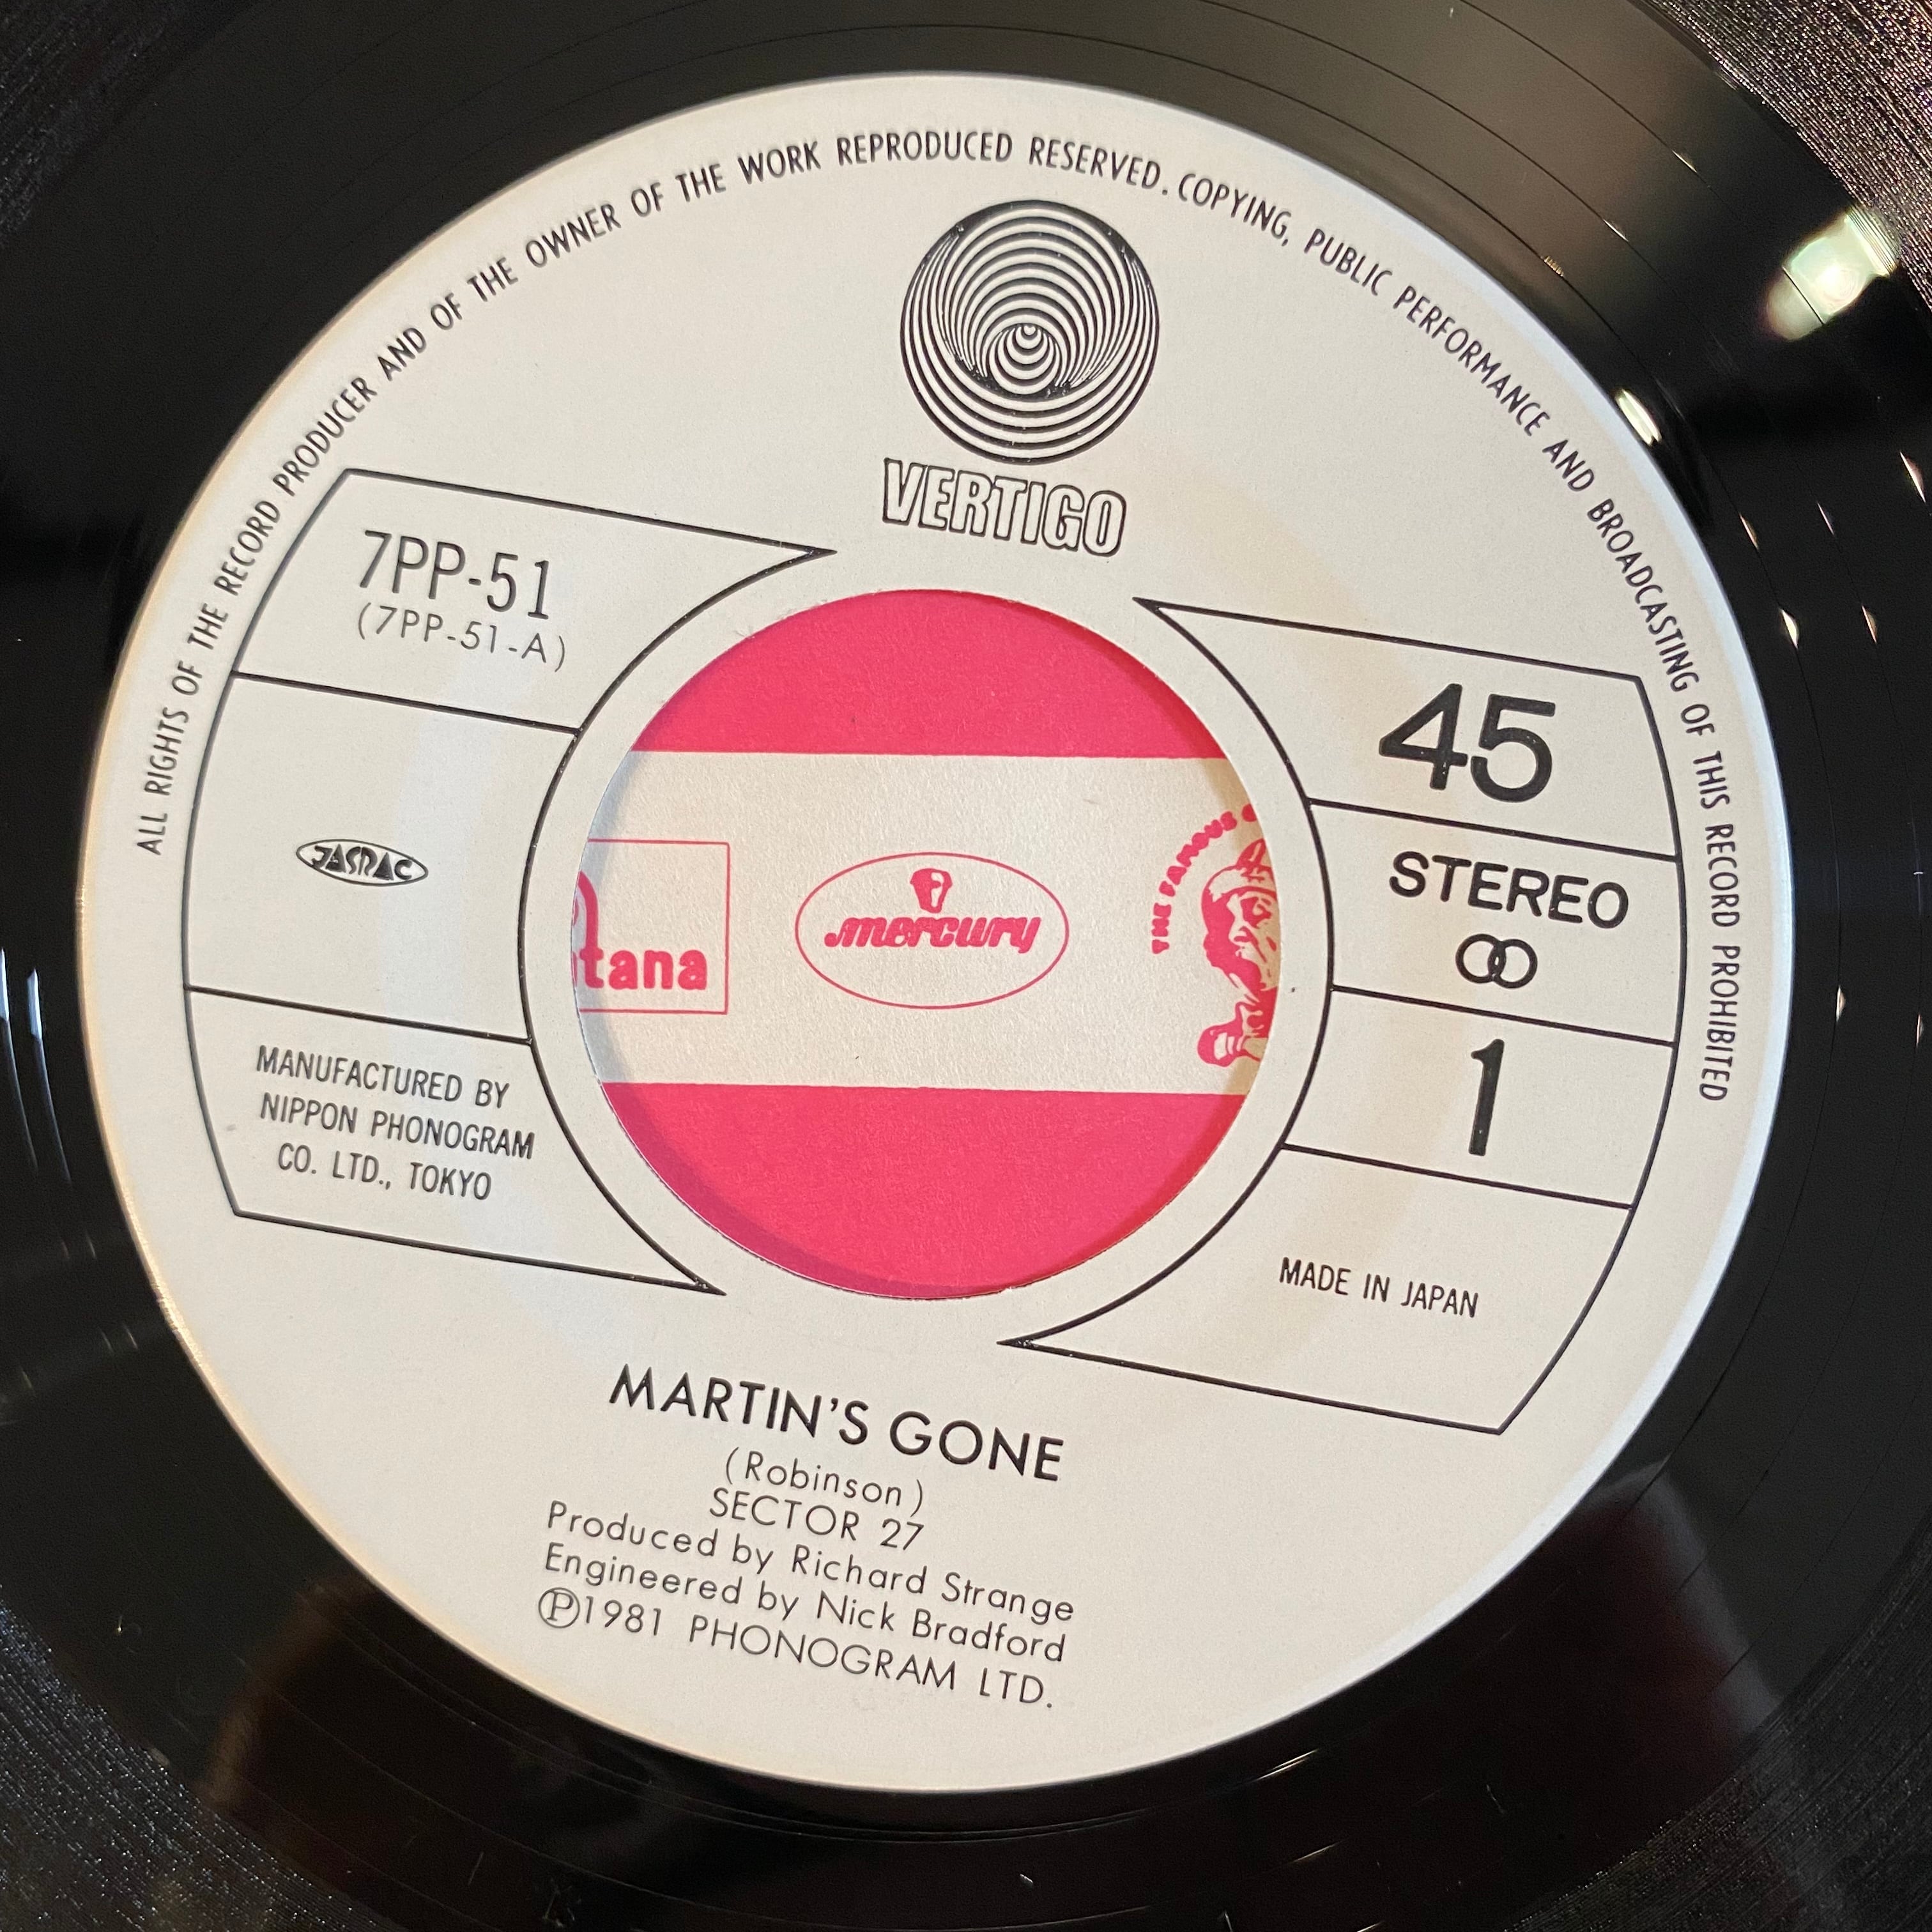 ALL RIGHTS OF THE RECORD PRODUCER AND OF THE OWNER OF THE WORK REPRODUCED RESERVED. COPYING, PUBLIC PERFORMANCE AND BROADCASTING OF THIS RECORD PROHIBITED
VERTIGO
7PP-51
(7PP-51-A)
JASRAC
MANUFACTURED BY
NIPPON PHONOGRAM
CO. LTD., TOKYO
tana
mercury
THE FAMOUS
45
STEREO
1
MADE IN JAPAN
MARTIN'S GONE
(Robinson)
SECTOR 27
Produced by Richard Strange
Engineered by Nick Bradford
Ⓟ1981 PHONOGRAM LTD.